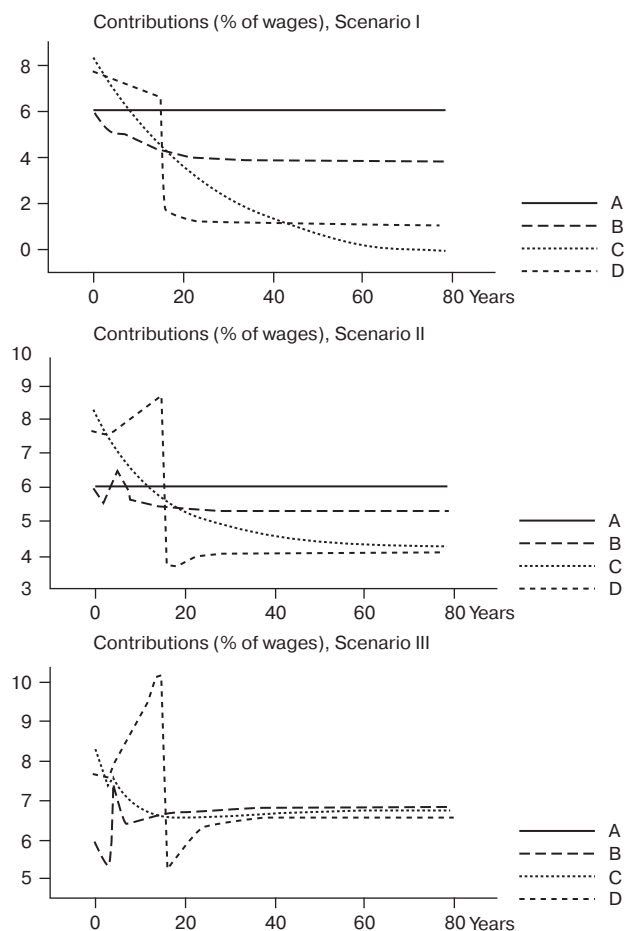 Contributions (% of wages), Scenario I
8
6
4
2
0
0 20 40 60 80 Years
A
B
C
D
Contributions (% of wages), Scenario II
10
9
8
7
6
5
4
3
0 20 40 60 80 Years
A
B
C
D
Contributions (% of wages), Scenario III
10
9
8
7
6
5
0 20 40 60 80 Years
A
B
C
D